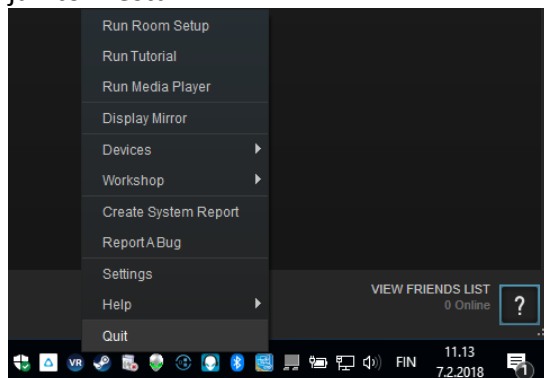 Run Room Setup
Run Tutorial
Run Media Player
Display Mirror
Devices
Workshop
Create System Report
Report A Bug
Settings
Help
Quit
VIEW FRIENDS LIST
0 Online
?
VR
FIN
11.13
7.2.2018
1